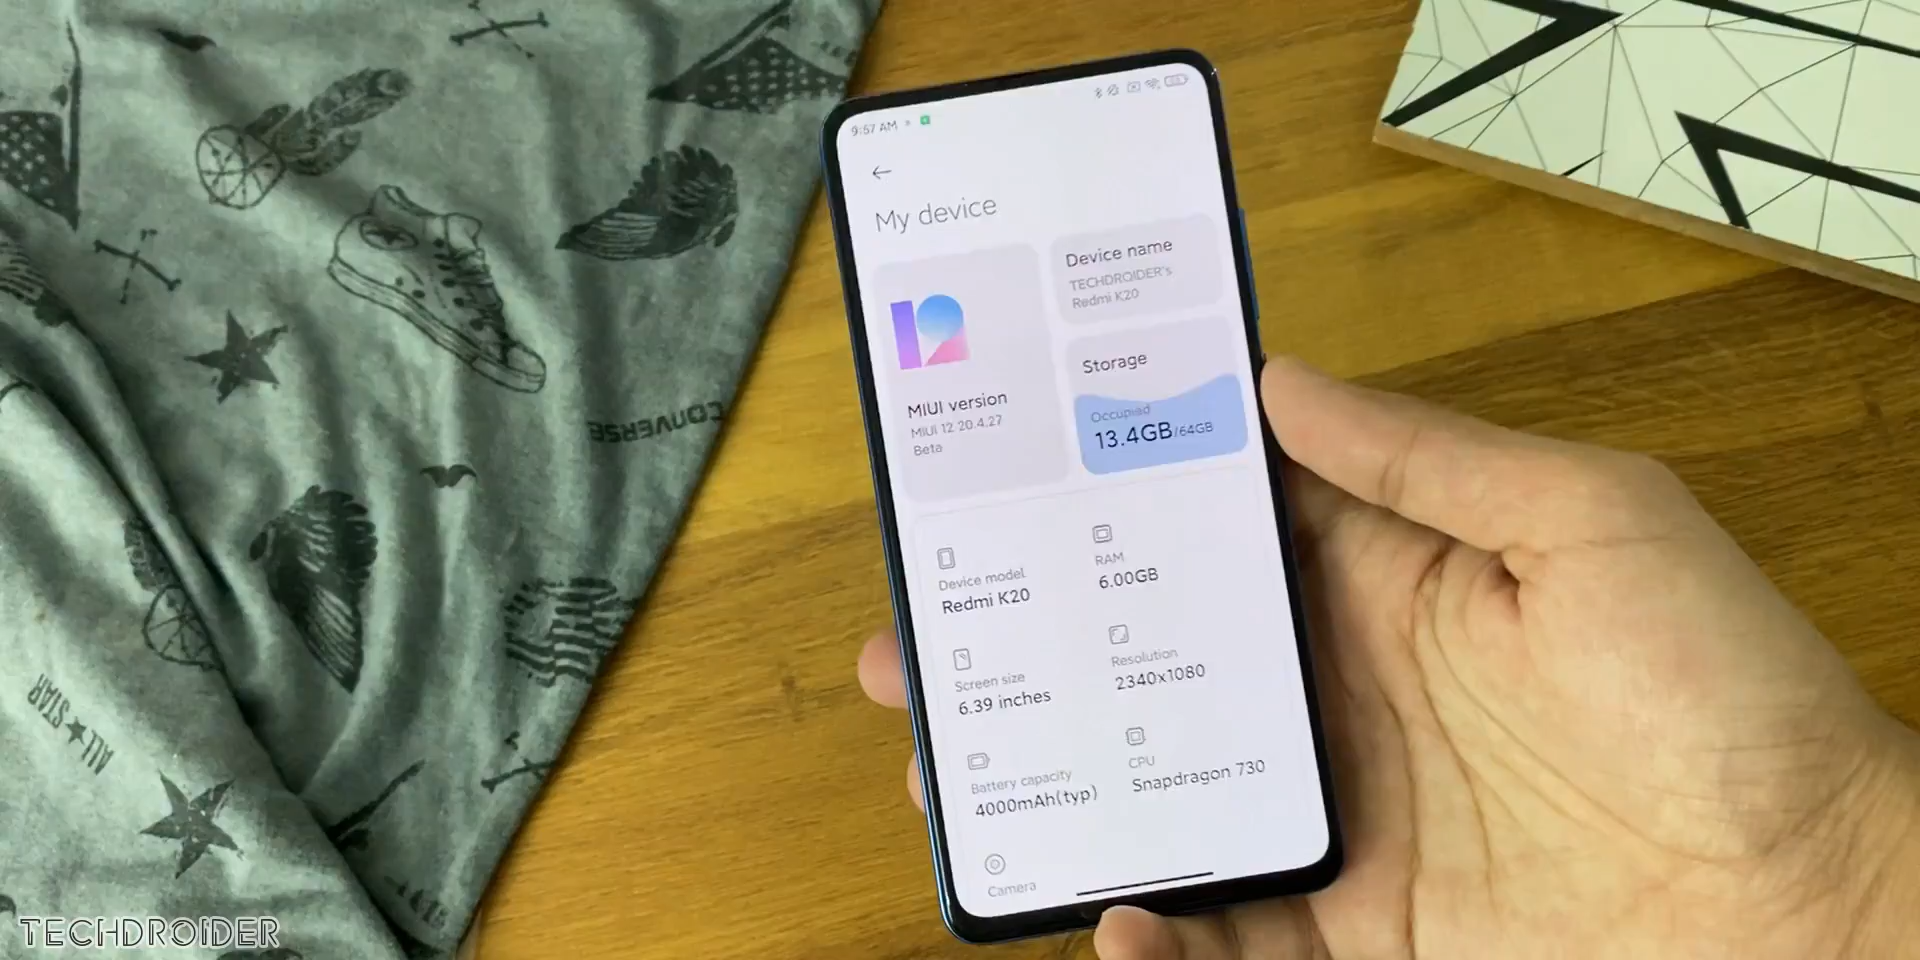 9:57 AM
My device
MIUI version
MIUI 12 20.4.27
Beta
Device name
TECHDROIDER's
Redmi K20
Storage
Occupied
13.4GB/64GB
Device model
Redmi K20
RAM
6.00GB
Screen size
6.39 inches
Resolution
2340x1080
Battery capacity
4000mAh(typ)
CPU
Snapdragon 730
Camera
CONVERSE
ALL STAR
TECHDROIDER